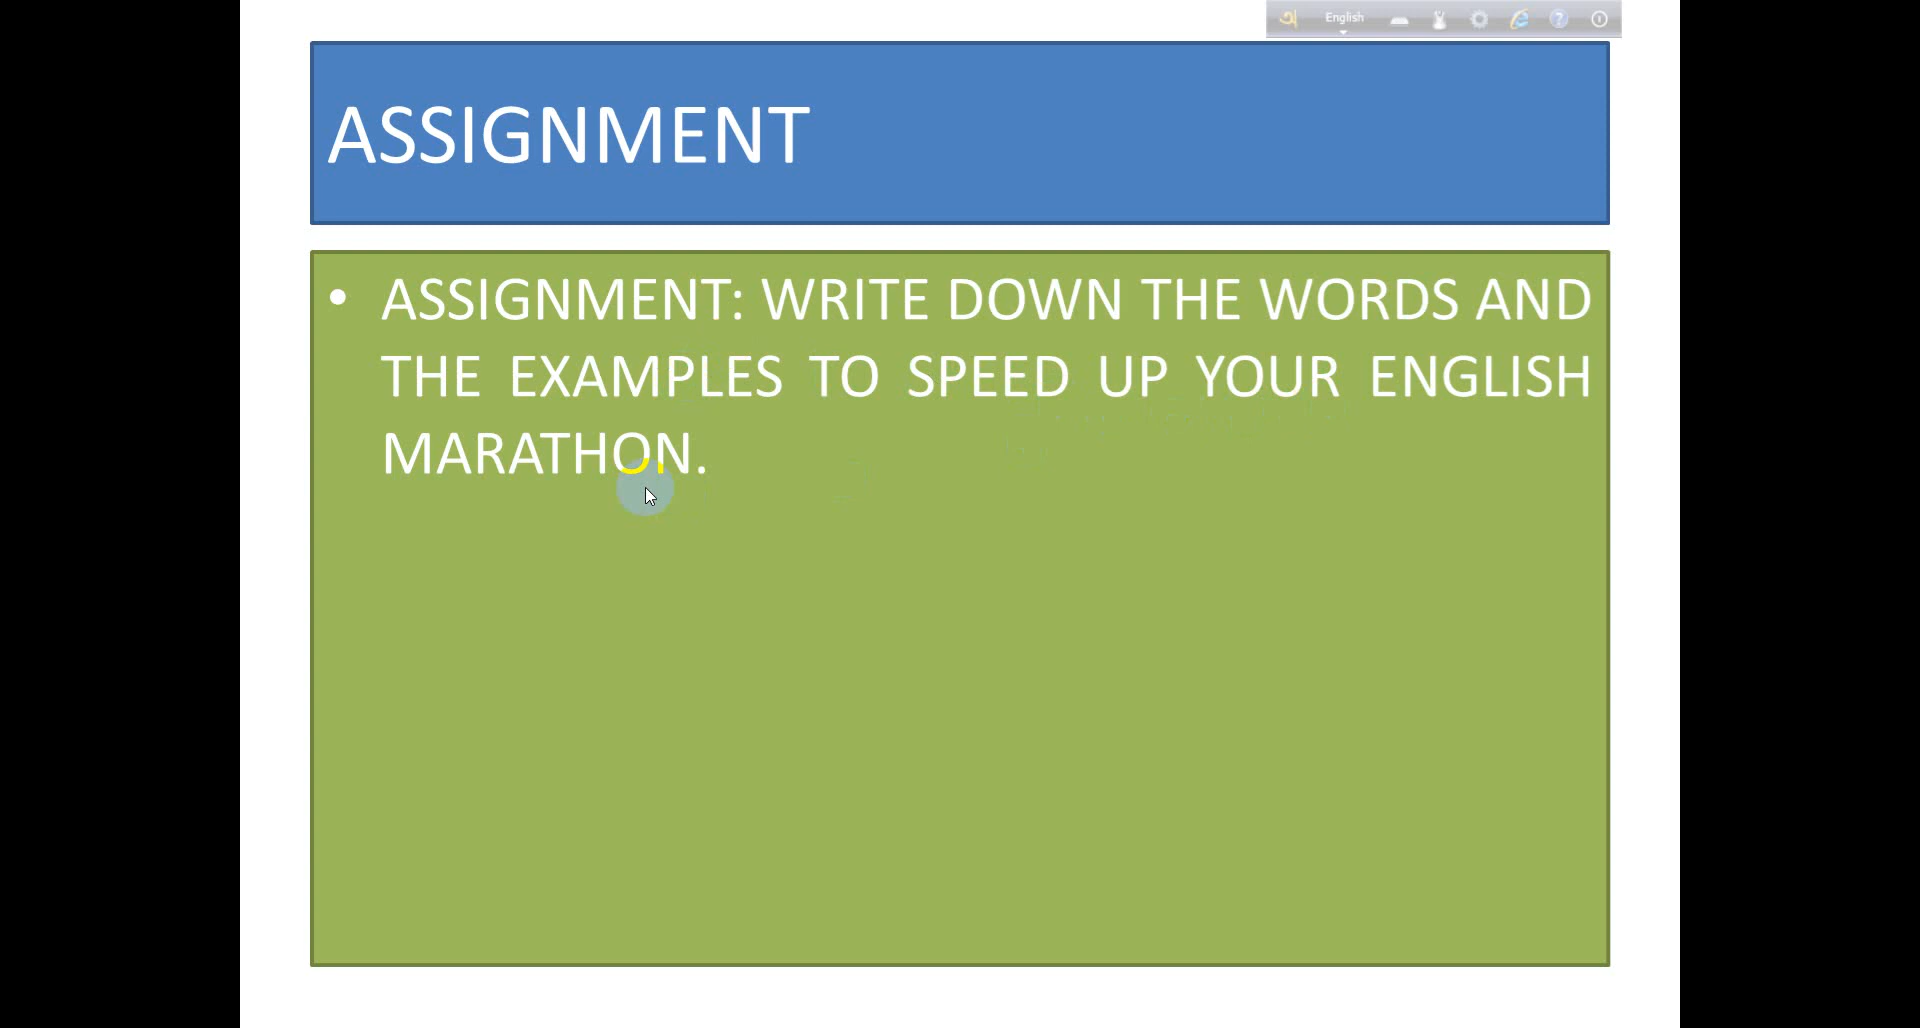 অ English
ASSIGNMENT
• ASSIGNMENT: WRITE DOWN THE WORDS AND
THE EXAMPLES TO SPEED UP YOUR ENGLISH
MARATHON.